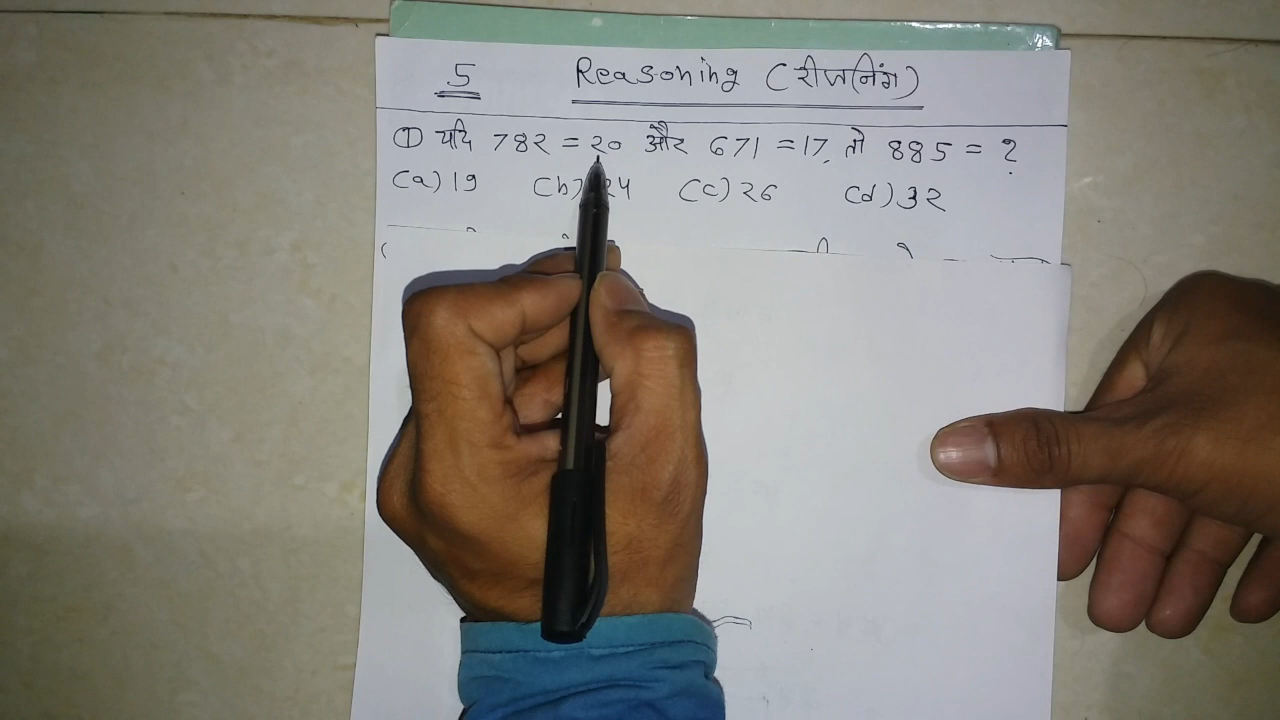 5 Reasoning (रीजनिंग)
① यदि 782 = 20 और 671 = 17, तो 885 = ?
(a) 19 (b) 24 (c) 26 (d) 32